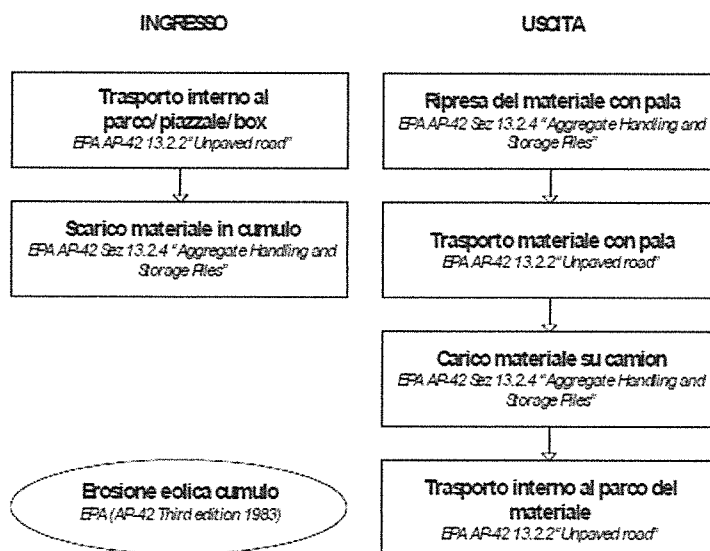 INGRESSO
Trasporto interno al
parco/piazzale/box
EPA AP-42 13.2.2 "Unpaved road"
Scarico materiale in cumulo
EPA AP-42 Sez 13.2.4 "Aggregate Handling and
Storage Piles"
Erosione eolica cumulo
EPA (AP-42 Third edition 1983)
USCITA
Ripresa del materiale con pala
EPA AP-42 Sez 13.2.4 "Aggregate Handling and
Storage Piles"
Trasporto materiale con pala
EPA AP-42 13.2.2 "Unpaved road"
Carico materiale su camion
EPA AP-42 Sez 13.2.4 "Aggregate Handling and
Storage Piles"
Trasporto interno al parco del
materiale
EPA AP-42 13.2.2 "Unpaved road"